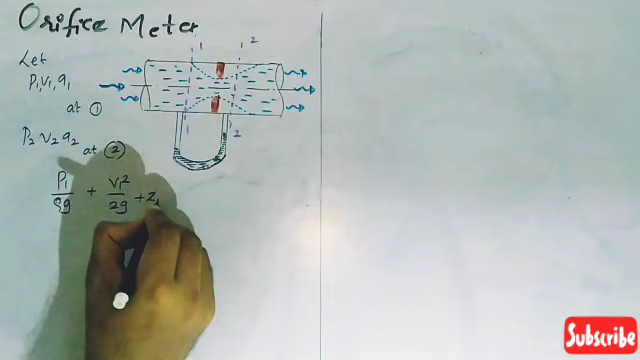 Orifice Meter
Let
P₁ V₁, a₁
at ①
P₂ V₂ a₂
at ②
P₁/ρg + V₁²/2g + Z₁
1
2
1
2
Subscribe